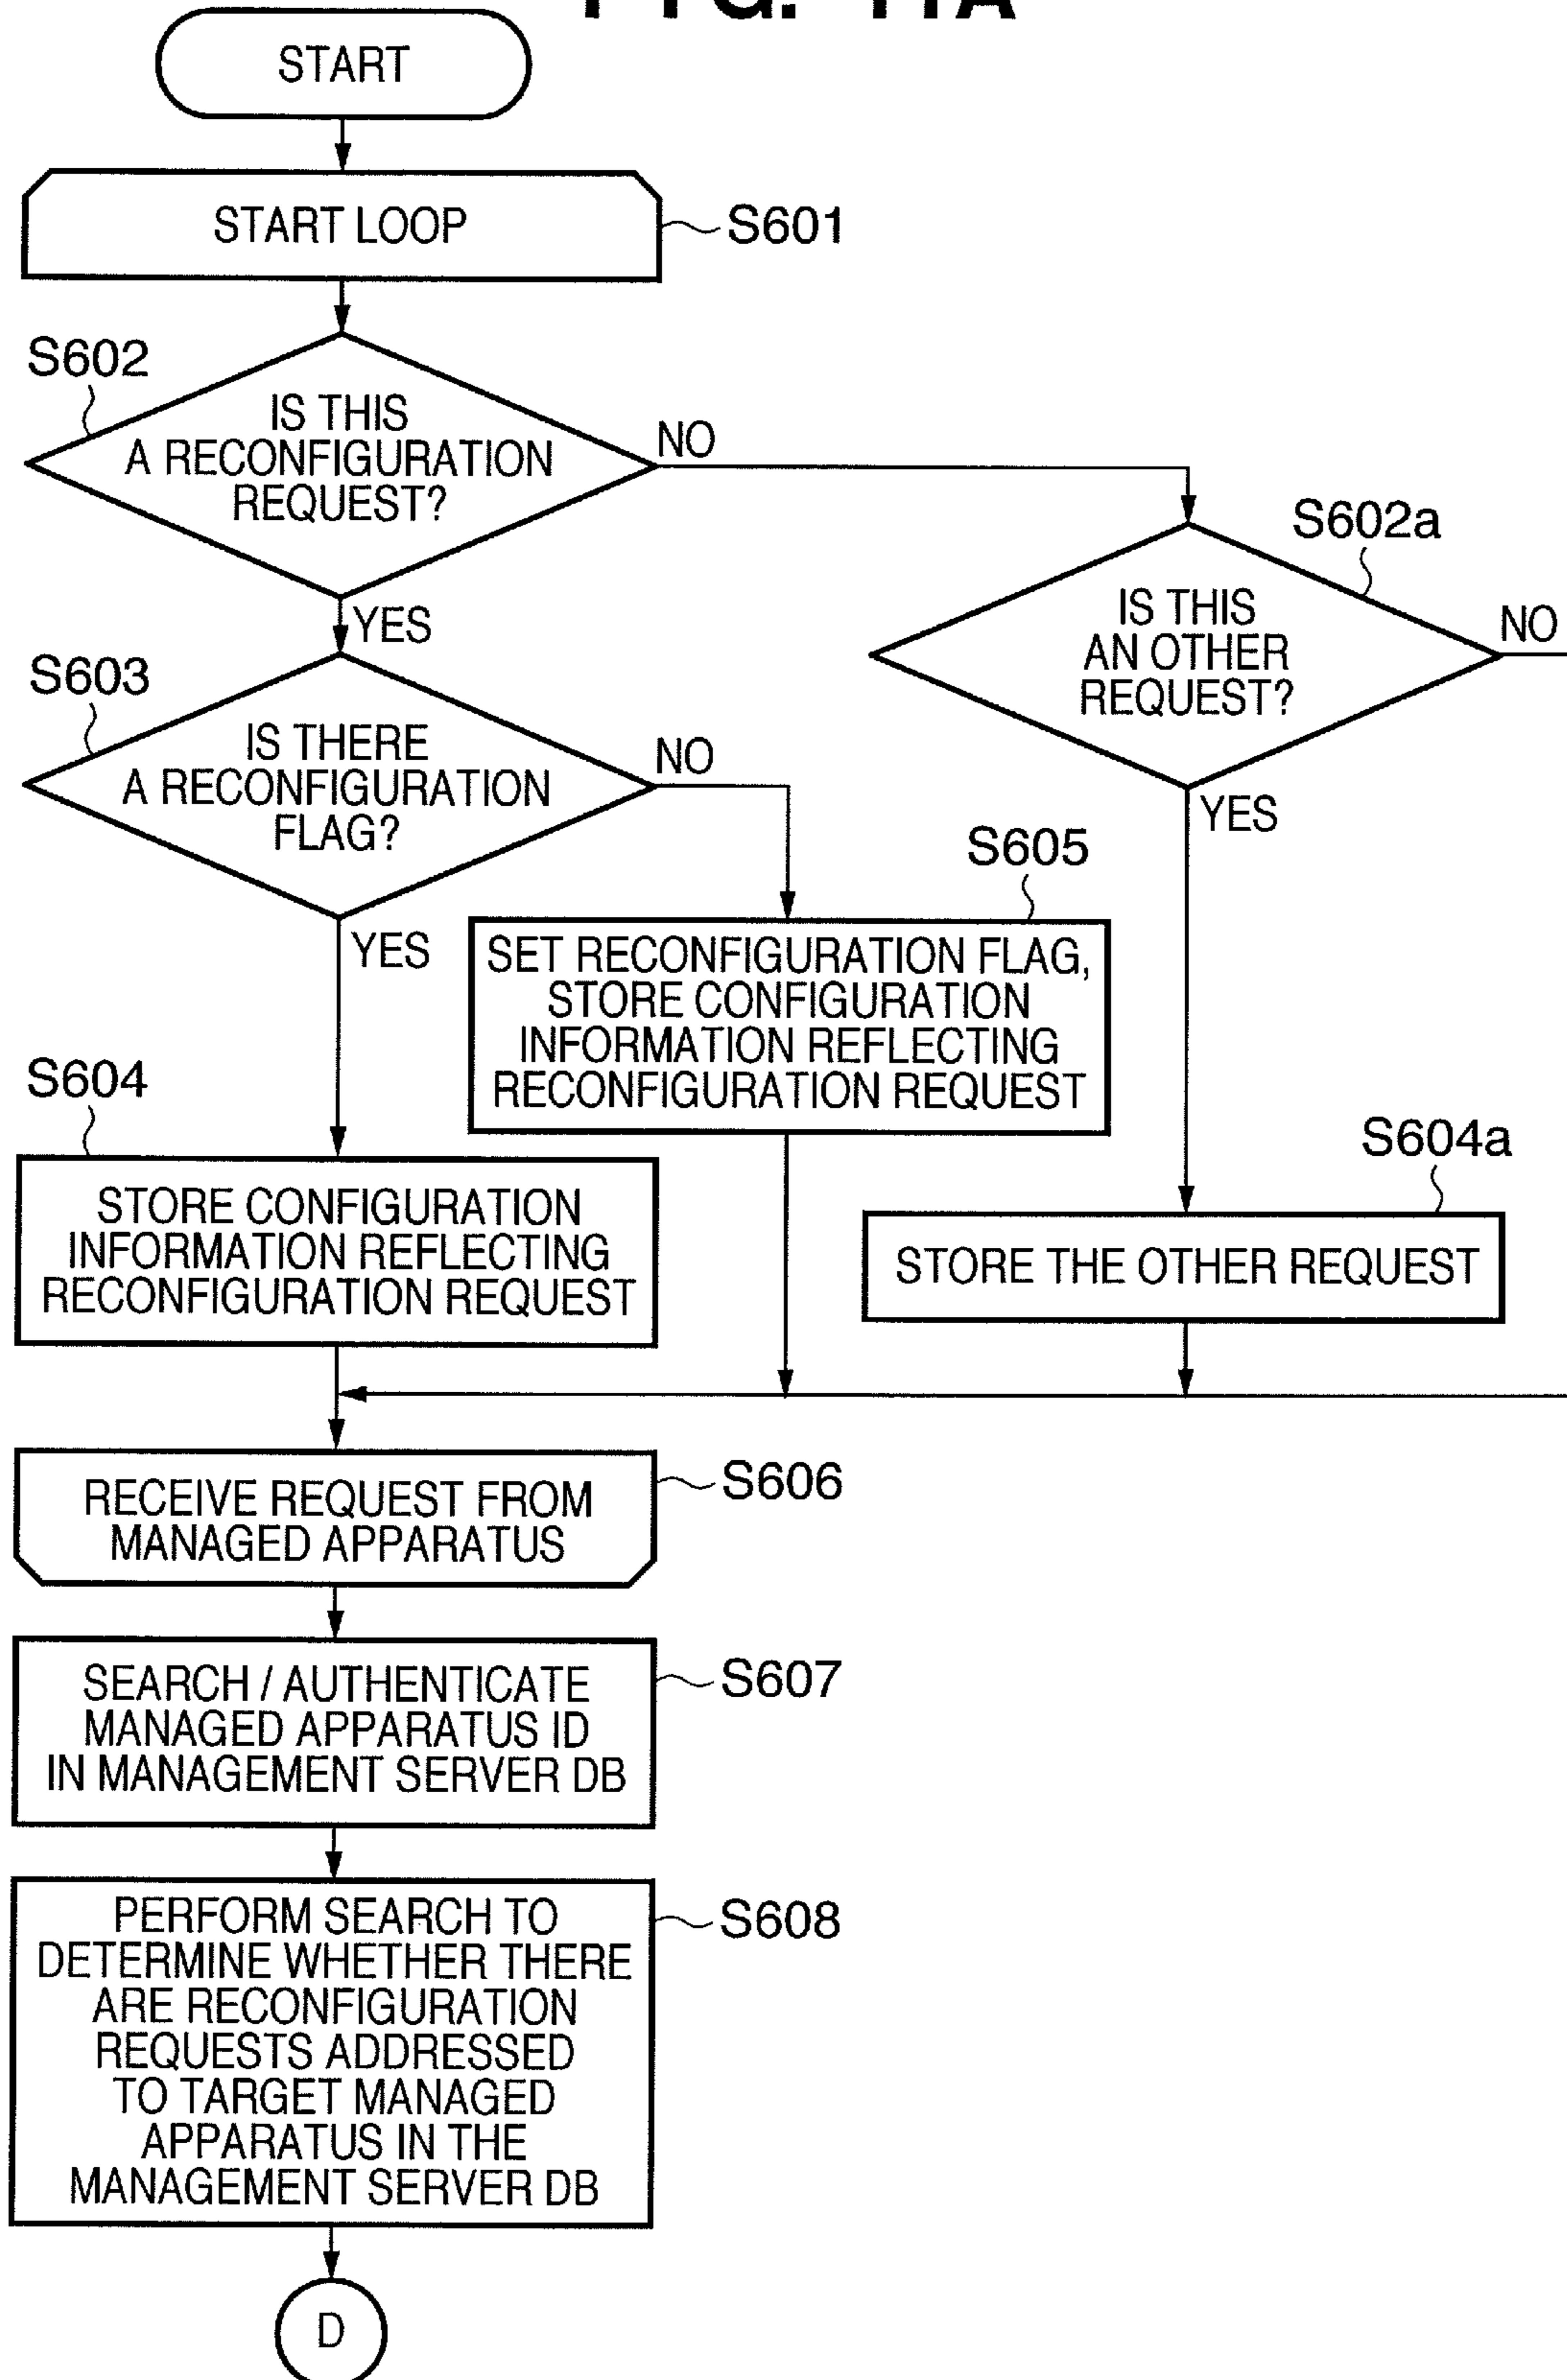 FIG. 11A
START
START LOOP
S601
S602
IS THIS
A RECONFIGURATION
REQUEST?
NO
YES
S602a
IS THIS
AN OTHER
REQUEST?
NO
YES
S603
IS THERE
A RECONFIGURATION
FLAG?
NO
YES
S605
SET RECONFIGURATION FLAG,
STORE CONFIGURATION
INFORMATION REFLECTING
RECONFIGURATION REQUEST
S604
STORE CONFIGURATION
INFORMATION REFLECTING
RECONFIGURATION REQUEST
S604a
STORE THE OTHER REQUEST
RECEIVE REQUEST FROM
MANAGED APPARATUS
S606
SEARCH / AUTHENTICATE
MANAGED APPARATUS ID
IN MANAGEMENT SERVER DB
S607
PERFORM SEARCH TO
DETERMINE WHETHER THERE
ARE RECONFIGURATION
REQUESTS ADDRESSED
TO TARGET MANAGED
APPARATUS IN THE
MANAGEMENT SERVER DB
S608
D